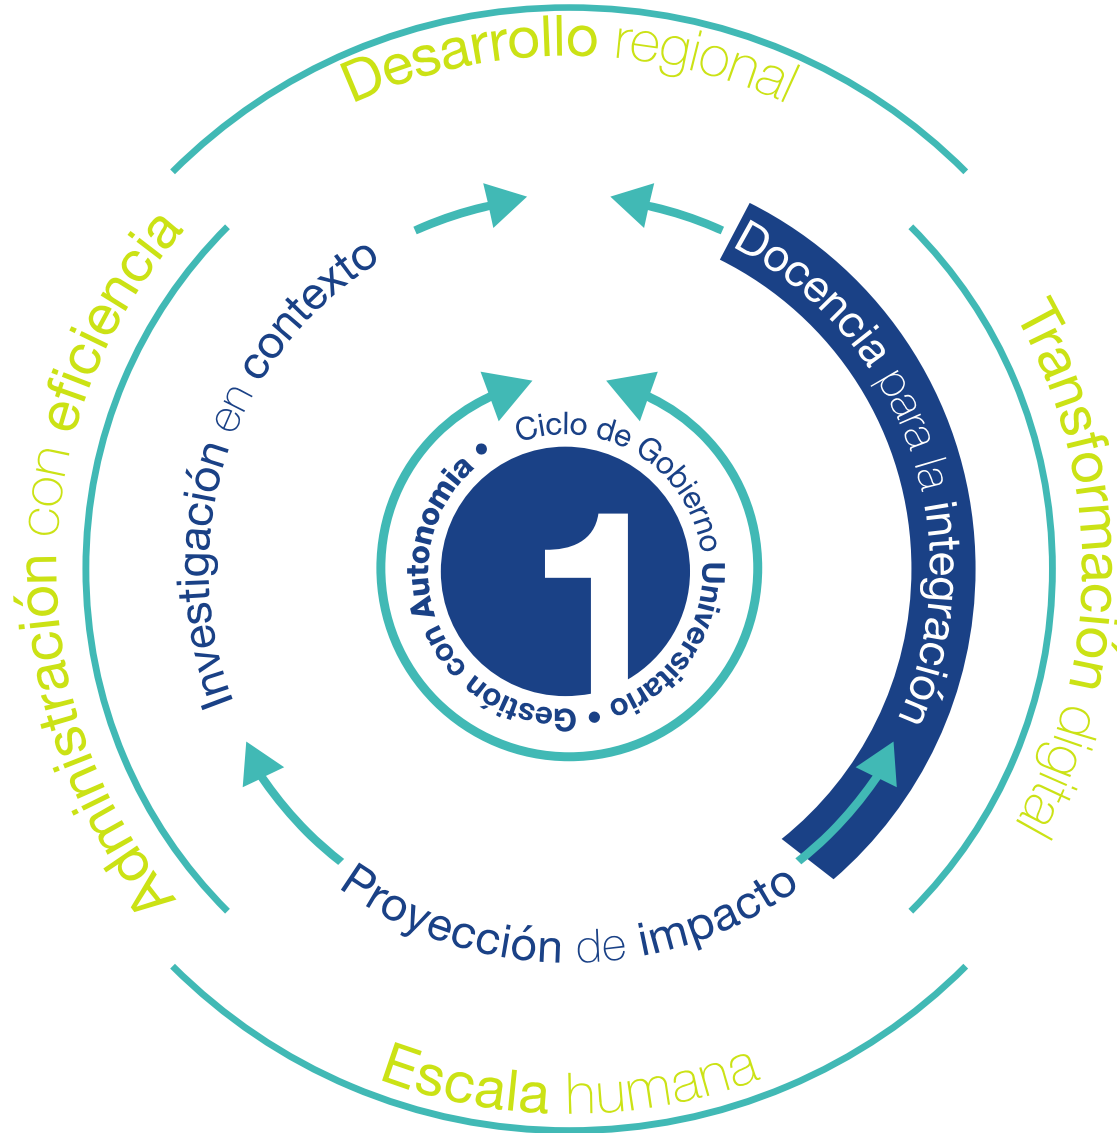 Desarrollo regional
Transformación digital
Escala humana
Administración con eficiencia
Investigación en contexto
Docencia para la integración
Proyección de impacto
Ciclo de Gobierno Universitario • Gestión con Autonomia •
1